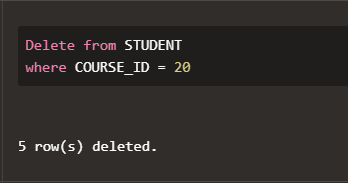 Delete from STUDENT
where COURSE_ID = 20
5 row(s) deleted.